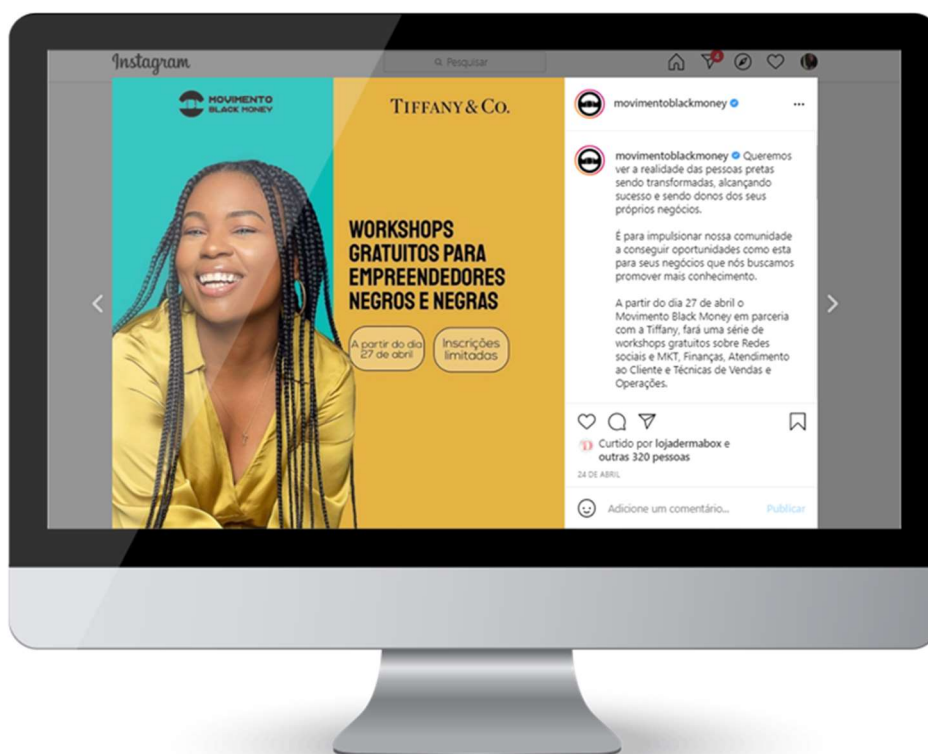 Instagram
Pesquisar
4
MOVIMENTO
BLACK MONEY
TIFFANY & CO.
WORKSHOPS
GRATUITOS PARA
EMPREENDEDORES
NEGROS E NEGRAS
A partir do dia
27 de abril
Inscrições
limitadas
movimentoblackmoney
movimentoblackmoney Queremos
ver a realidade das pessoas pretas
sendo transformadas, alcançando
sucesso e sendo donos dos seus
próprios negócios.
É para impulsionar nossa comunidade
a conseguir oportunidades como esta
para seus negócios que nós buscamos
promover mais conhecimento.
A partir do dia 27 de abril o
Movimento Black Money em parceria
com a Tiffany, fará uma série de
workshops gratuitos sobre Redes
sociais e MKT, Finanças, Atendimento
ao Cliente e Técnicas de Vendas e
Operações.
Curtido por lojadermabox e
outras 320 pessoas
24 DE ABRIL
Adicione um comentário...
Publicar